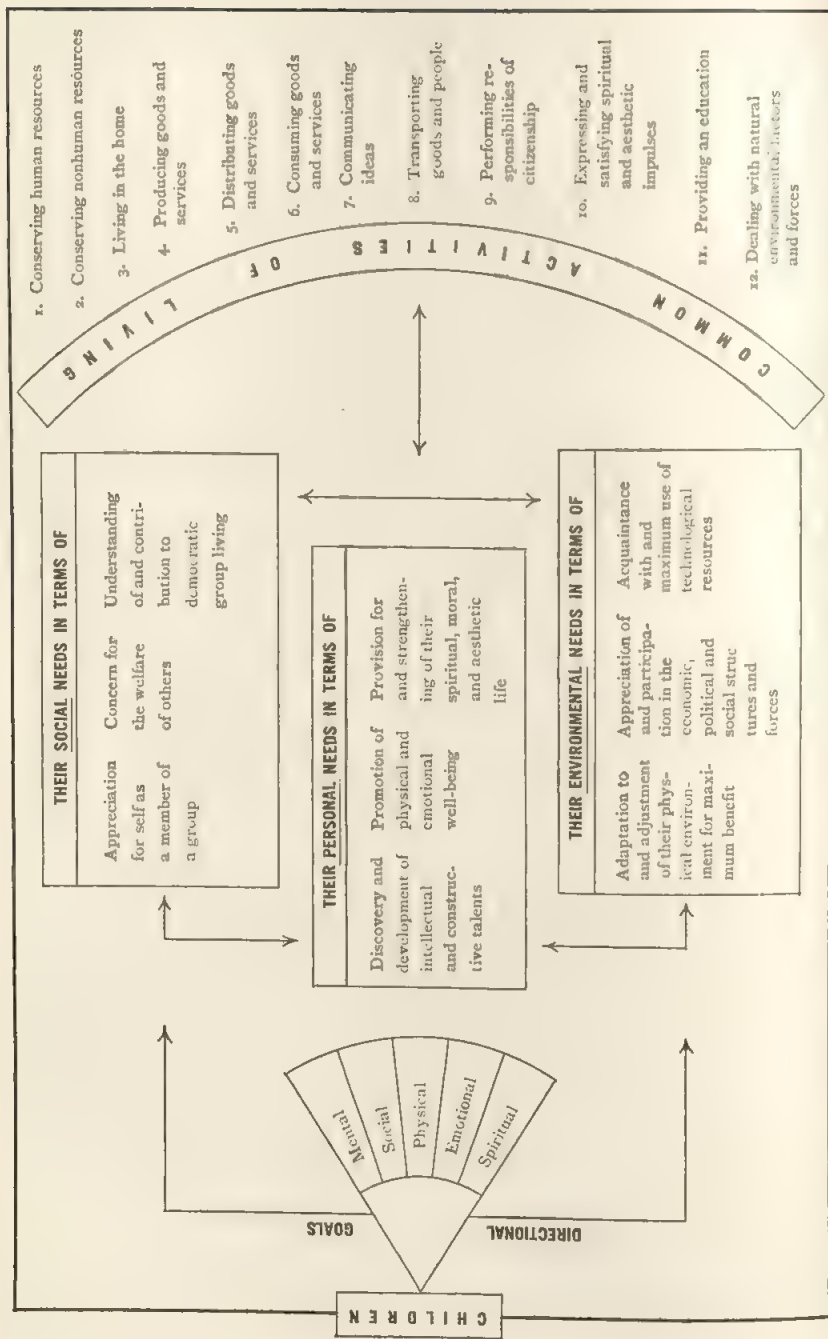 CHILDREN
DIRECTIONAL
GOALS
Mental
Social
Physical
Emotional
Spiritual
THEIR SOCIAL NEEDS IN TERMS OF
Appreciation
for self as
a member of
a group
Concern for
the welfare
of others
Understanding
of and contri-
bution to
democratic
group living
THEIR PERSONAL NEEDS IN TERMS OF
Discovery and
development of
intellectual
and construc-
tive talents
Promotion of
physical and
emotional
well-being
Provision for
and strengthen-
ing of their
spiritual, moral,
and aesthetic
life
THEIR ENVIRONMENTAL NEEDS IN TERMS OF
Adaptation to
and adjustment
of their phys-
ical environ-
ment for maxi-
mum benefit
Appreciation of
and participa-
tion in the
economic,
political and
social struc
tures and
forces
Acquaintance
with and
maximum use of
technological
resources
COMMON ACTIVITIES OF LIVING
1. Conserving human resources
2. Conserving nonhuman resources
3. Living in the home
4. Producing goods and
services
5. Distributing goods
and services
6. Consuming goods
and services
7. Communicating
ideas
8. Transporting
goods and people
9. Performing re-
sponsibilities of
citizenship
10. Expressing and
satisfying spiritual
and aesthetic
impulses
11. Providing an education
12. Dealing with natural
environmental factors
and forces